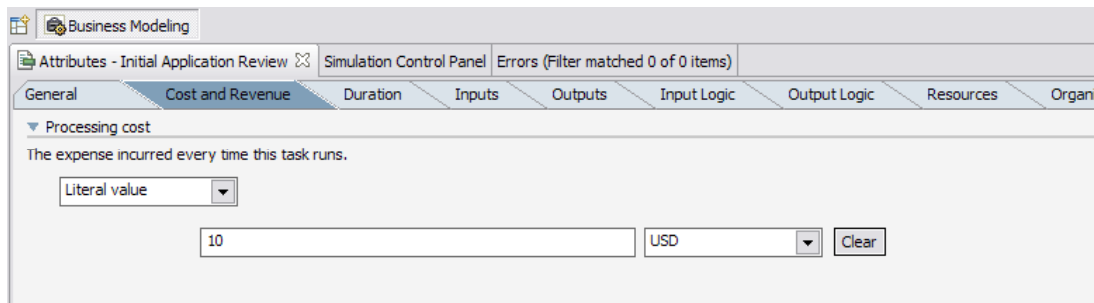 Business Modeling
Attributes - Initial Application Review Simulation Control Panel Errors (Filter matched 0 of 0 items)
General Cost and Revenue Duration Inputs Outputs Input Logic Output Logic Resources Organi
Processing cost
The expense incurred every time this task runs.
Literal value
10 USD Clear